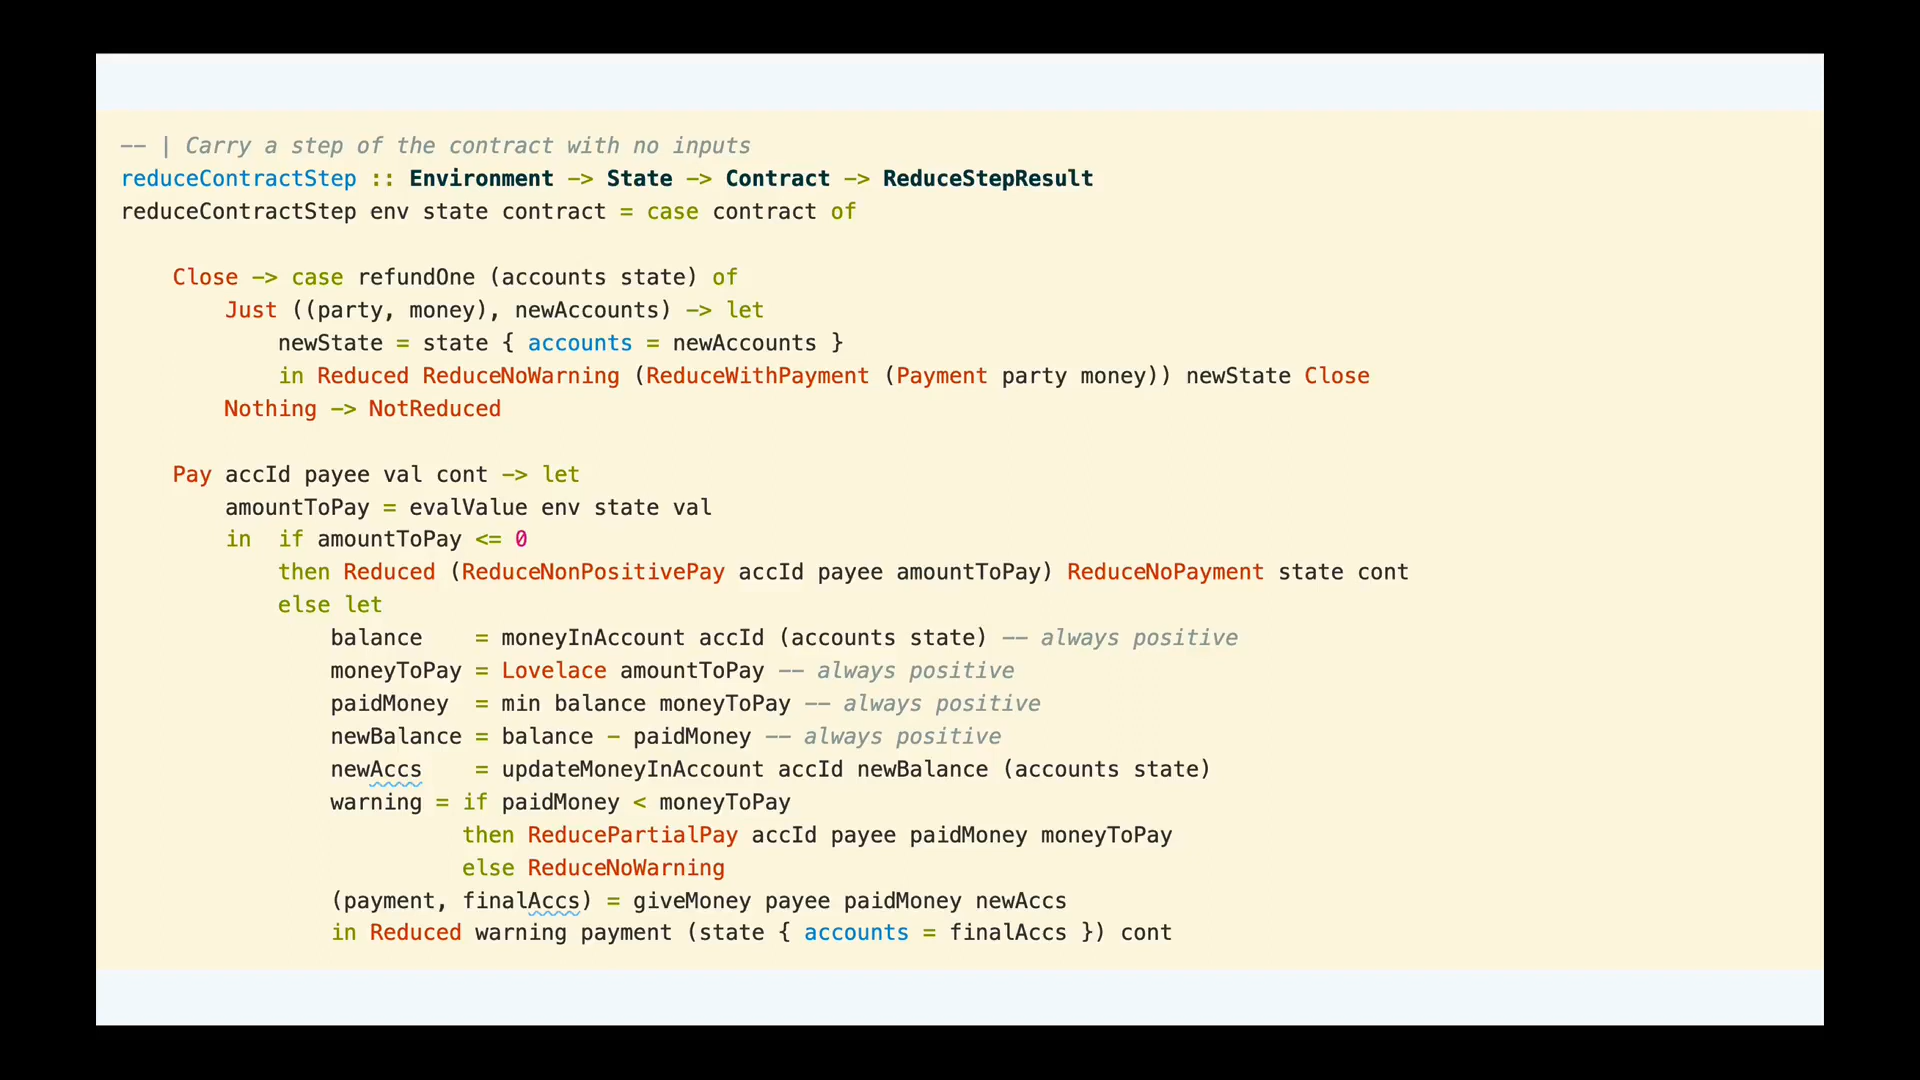 -- | Carry a step of the contract with no inputs
reduceContractStep :: Environment -> State -> Contract -> ReduceStepResult
reduceContractStep env state contract = case contract of
Close -> case refundOne (accounts state) of
Just ((party, money), newAccounts) -> let
newState = state { accounts = newAccounts }
in Reduced ReduceNoWarning (ReduceWithPayment (Payment party money)) newState Close
Nothing -> NotReduced
Pay accId payee val cont -> let
amountToPay = evalValue env state val
in  if amountToPay <= 0
then Reduced (ReduceNonPositivePay accId payee amountToPay) ReduceNoPayment state cont
else let
balance    = moneyInAccount accId (accounts state) -- always positive
moneyToPay = Lovelace amountToPay -- always positive
paidMoney  = min balance moneyToPay -- always positive
newBalance = balance - paidMoney -- always positive
newAccs    = updateMoneyInAccount accId newBalance (accounts state)
warning = if paidMoney < moneyToPay
then ReducePartialPay accId payee paidMoney moneyToPay
else ReduceNoWarning
(payment, finalAccs) = giveMoney payee paidMoney newAccs
in Reduced warning payment (state { accounts = finalAccs }) cont